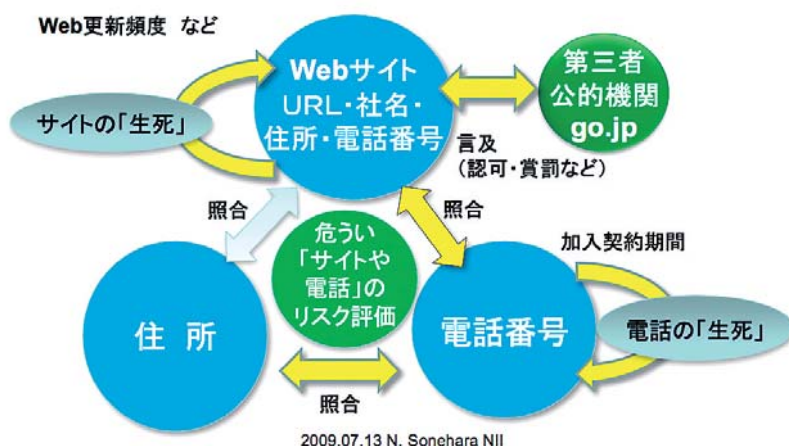 Web更新頻度 など
Webサイト
URL・社名・
住所・電話番号
第三者
公的機関
go.jp
サイトの「生死」
言及
(認可・賞罰など)
照合
照合
危うい
「サイトや
電話」の
リスク評価
加入契約期間
住 所
電話番号
電話の「生死」
照合
2009.07.13 N. Sonehara NII